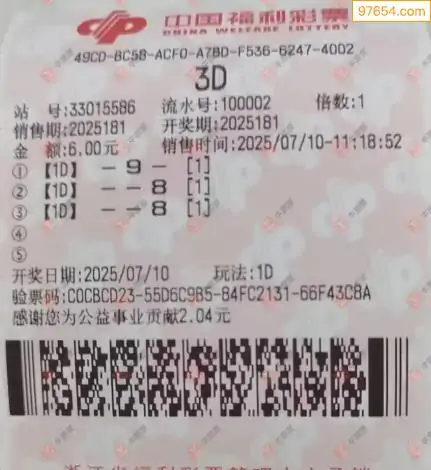 97654.com
中国福利彩票
CHINA WELFARE LOTTERY
49CD-BC58-ACF0-A7BD-F536-6247-4002
3D
站 号:33015586 流水号:100002 倍数:1
销售期:2025181 开奖期:2025181
金 额:6.00元 销售时间:2025/07/10-11:18:52
① 【1D】 --9- [1]
② 【1D】 ---8 [1]
③ 【1D】 ---8 [1]
④
⑤
开奖日期:2025/07/10 玩法:1D
验票码:C0CBCD23-55D6C9B5-84FC2131-66F43C8A
感谢您为公益事业贡献2.04元